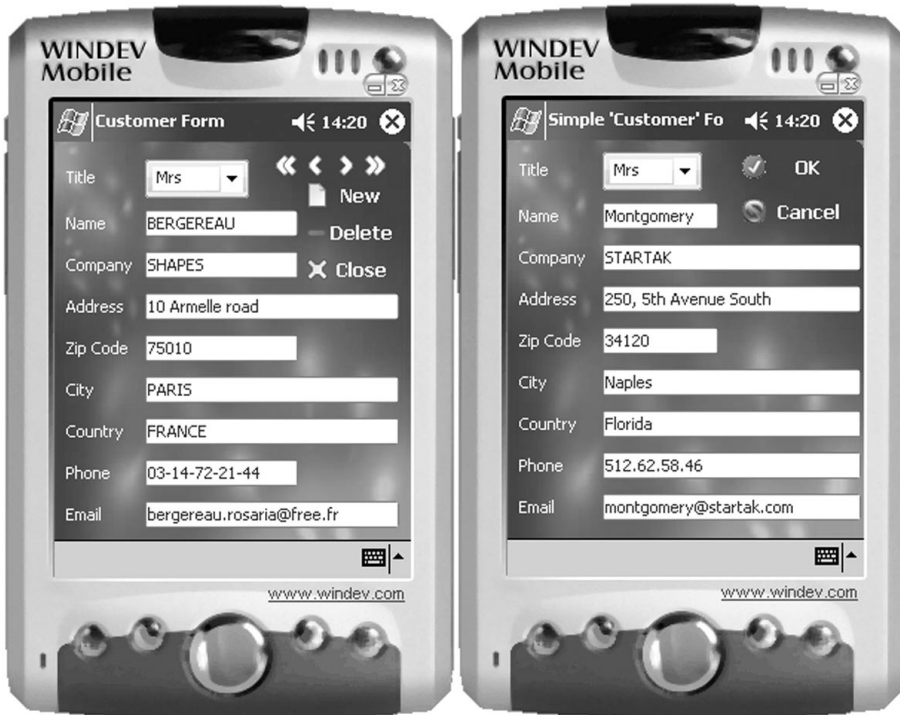 WINDEV
Mobile
Customer Form 14:20
Title Mrs
New
Name BERGEREAU
Delete
Company SHAPES
Close
Address 10 Armelle road
Zip Code 75010
City PARIS
Country FRANCE
Phone 03-14-72-21-44
Email bergereau.rosaria@free.fr
www.windev.com
WINDEV
Mobile
Simple 'Customer' Fo 14:20
Title Mrs
OK
Name Montgomery
Cancel
Company STARTAK
Address 250, 5th Avenue South
Zip Code 34120
City Naples
Country Florida
Phone 512.62.58.46
Email montgomery@startak.com
www.windev.com